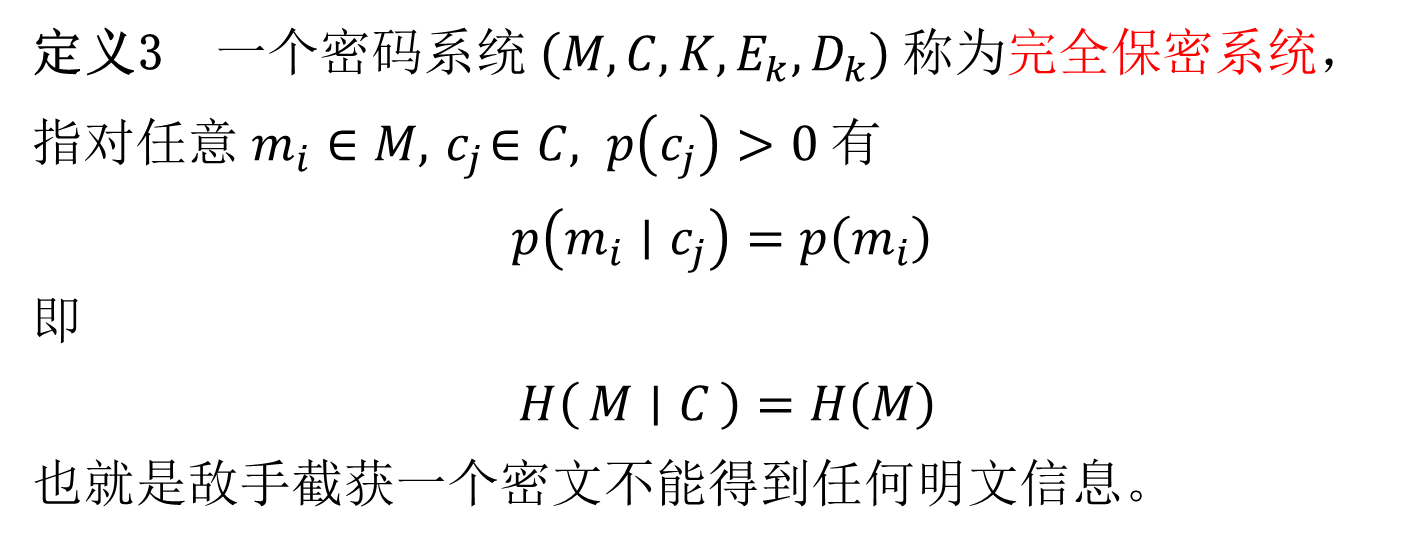 定义3 一个密码系统 (M, C, K, E_k, D_k) 称为完全保密系统，
指对任意 m_i ∈ M, c_j ∈ C, p(c_j) > 0 有
p(m_i | c_j) = p(m_i)
即
H( M | C ) = H(M)
也就是敌手截获一个密文不能得到任何明文信息。